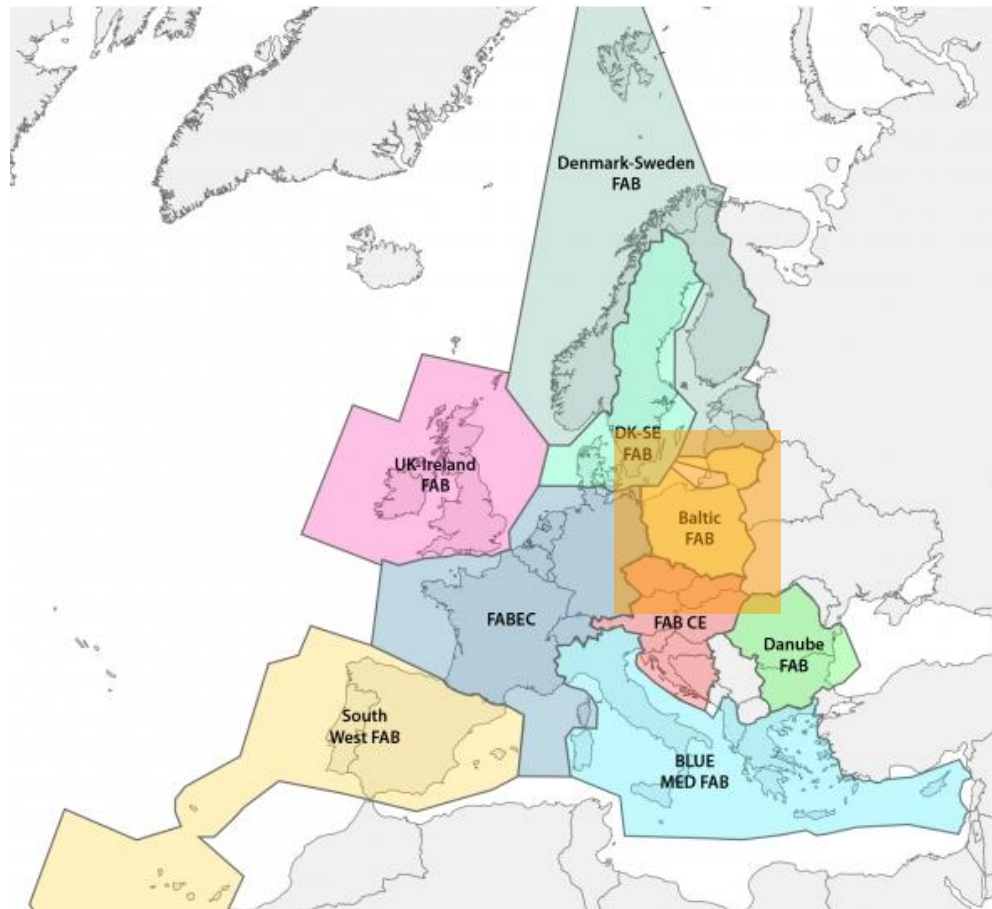 Denmark-Sweden
FAB
DK-SE
FAB
UK-Ireland
FAB
Baltic
FAB
FABEC
FAB CE
Danube
FAB
South
West FAB
BLUE
MED FAB